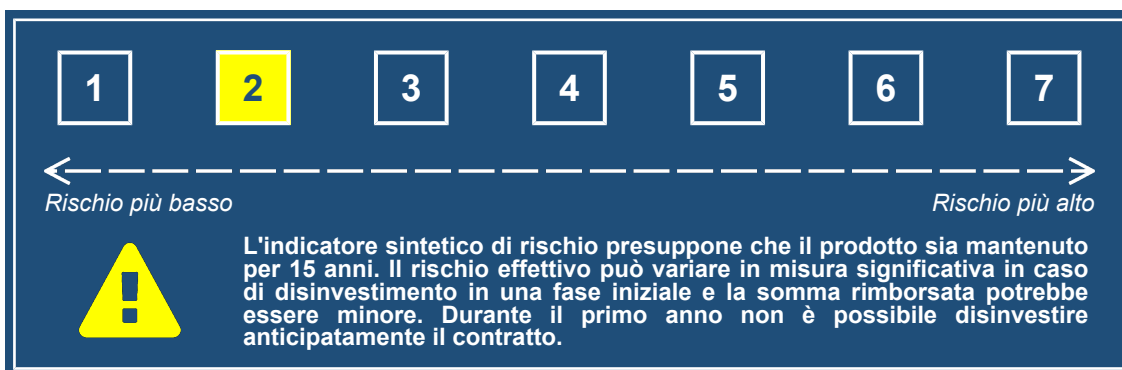 1 2 3 4 5 6 7
Rischio più basso Rischio più alto
L'indicatore sintetico di rischio presuppone che il prodotto sia mantenuto
per 15 anni. Il rischio effettivo può variare in misura significativa in caso
di disinvestimento in una fase iniziale e la somma rimborsata potrebbe
essere minore. Durante il primo anno non è possibile disinvestire
anticipatamente il contratto.